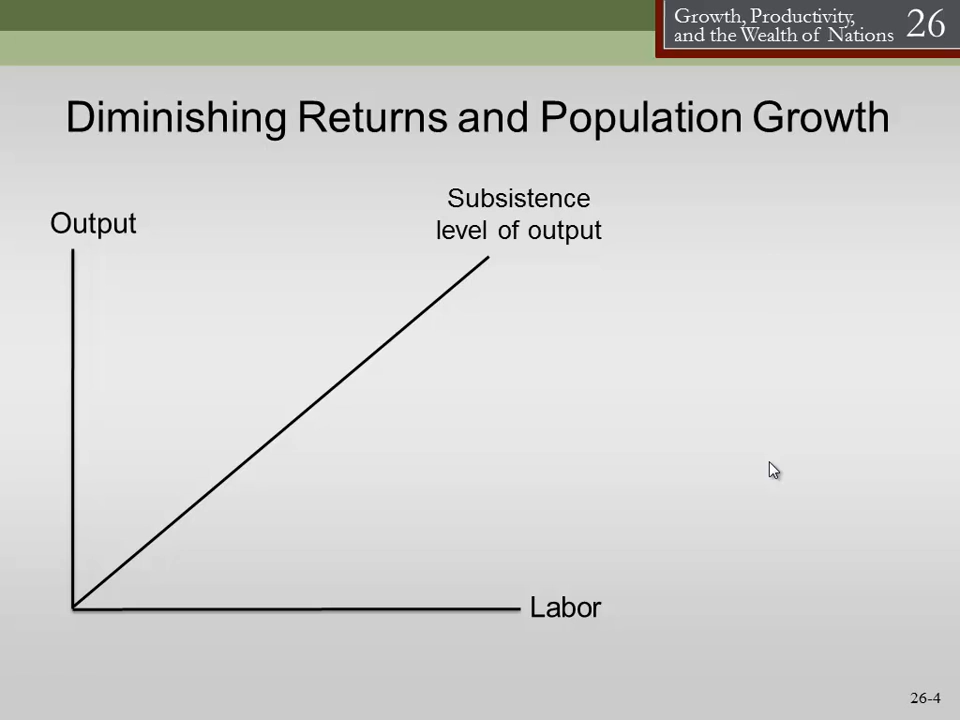 Growth, Productivity,
and the Wealth of Nations
26
Diminishing Returns and Population Growth
Subsistence
level of output
Output
Labor
26-4